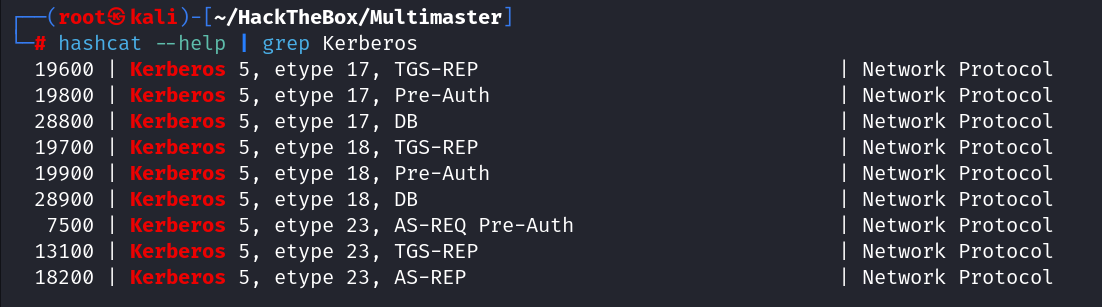 ┌──(root㉿kali)-[~/HackTheBox/Multimaster]
└─# hashcat --help | grep Kerberos
  19600 | Kerberos 5, etype 17, TGS-REP                              | Network Protocol
  19800 | Kerberos 5, etype 17, Pre-Auth                             | Network Protocol
  28800 | Kerberos 5, etype 17, DB                                   | Network Protocol
  19700 | Kerberos 5, etype 18, TGS-REP                              | Network Protocol
  19900 | Kerberos 5, etype 18, Pre-Auth                             | Network Protocol
  28900 | Kerberos 5, etype 18, DB                                   | Network Protocol
   7500 | Kerberos 5, etype 23, AS-REQ Pre-Auth                      | Network Protocol
  13100 | Kerberos 5, etype 23, TGS-REP                              | Network Protocol
  18200 | Kerberos 5, etype 23, AS-REP                               | Network Protocol